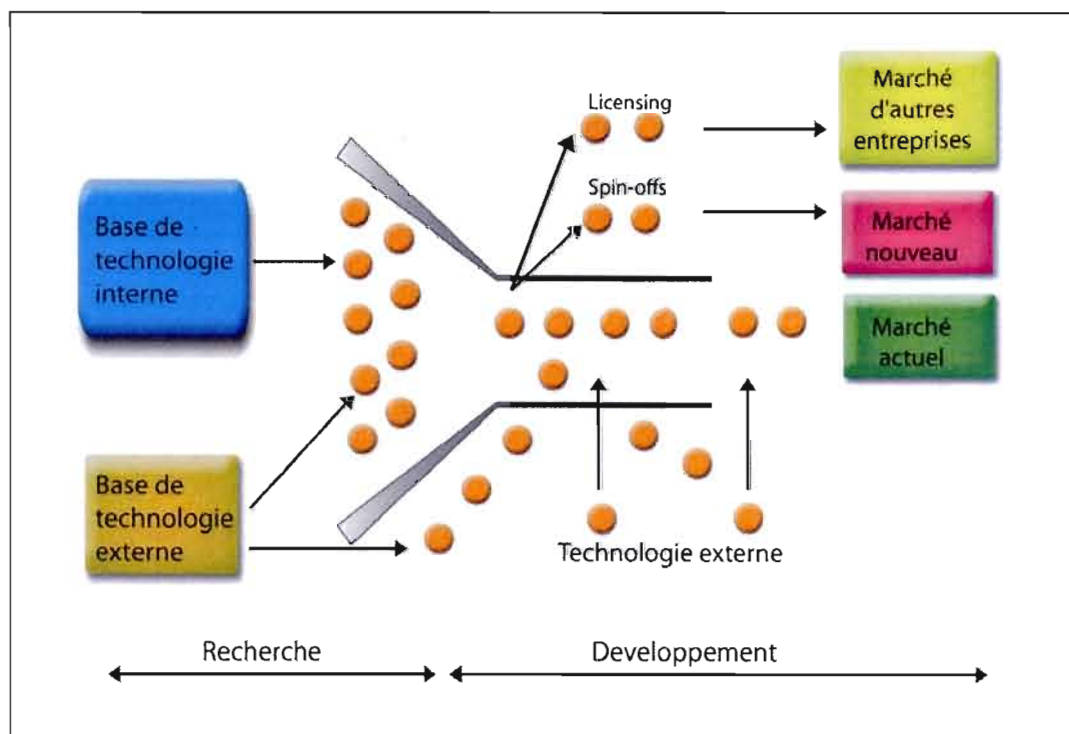 Licensing
Marché
d'autres
entreprises
Spin-offs
Base de
technologie
interne
Marché
nouveau
Marché
actuel
Base de
technologie
externe
Technologie externe
Recherche
Developpement